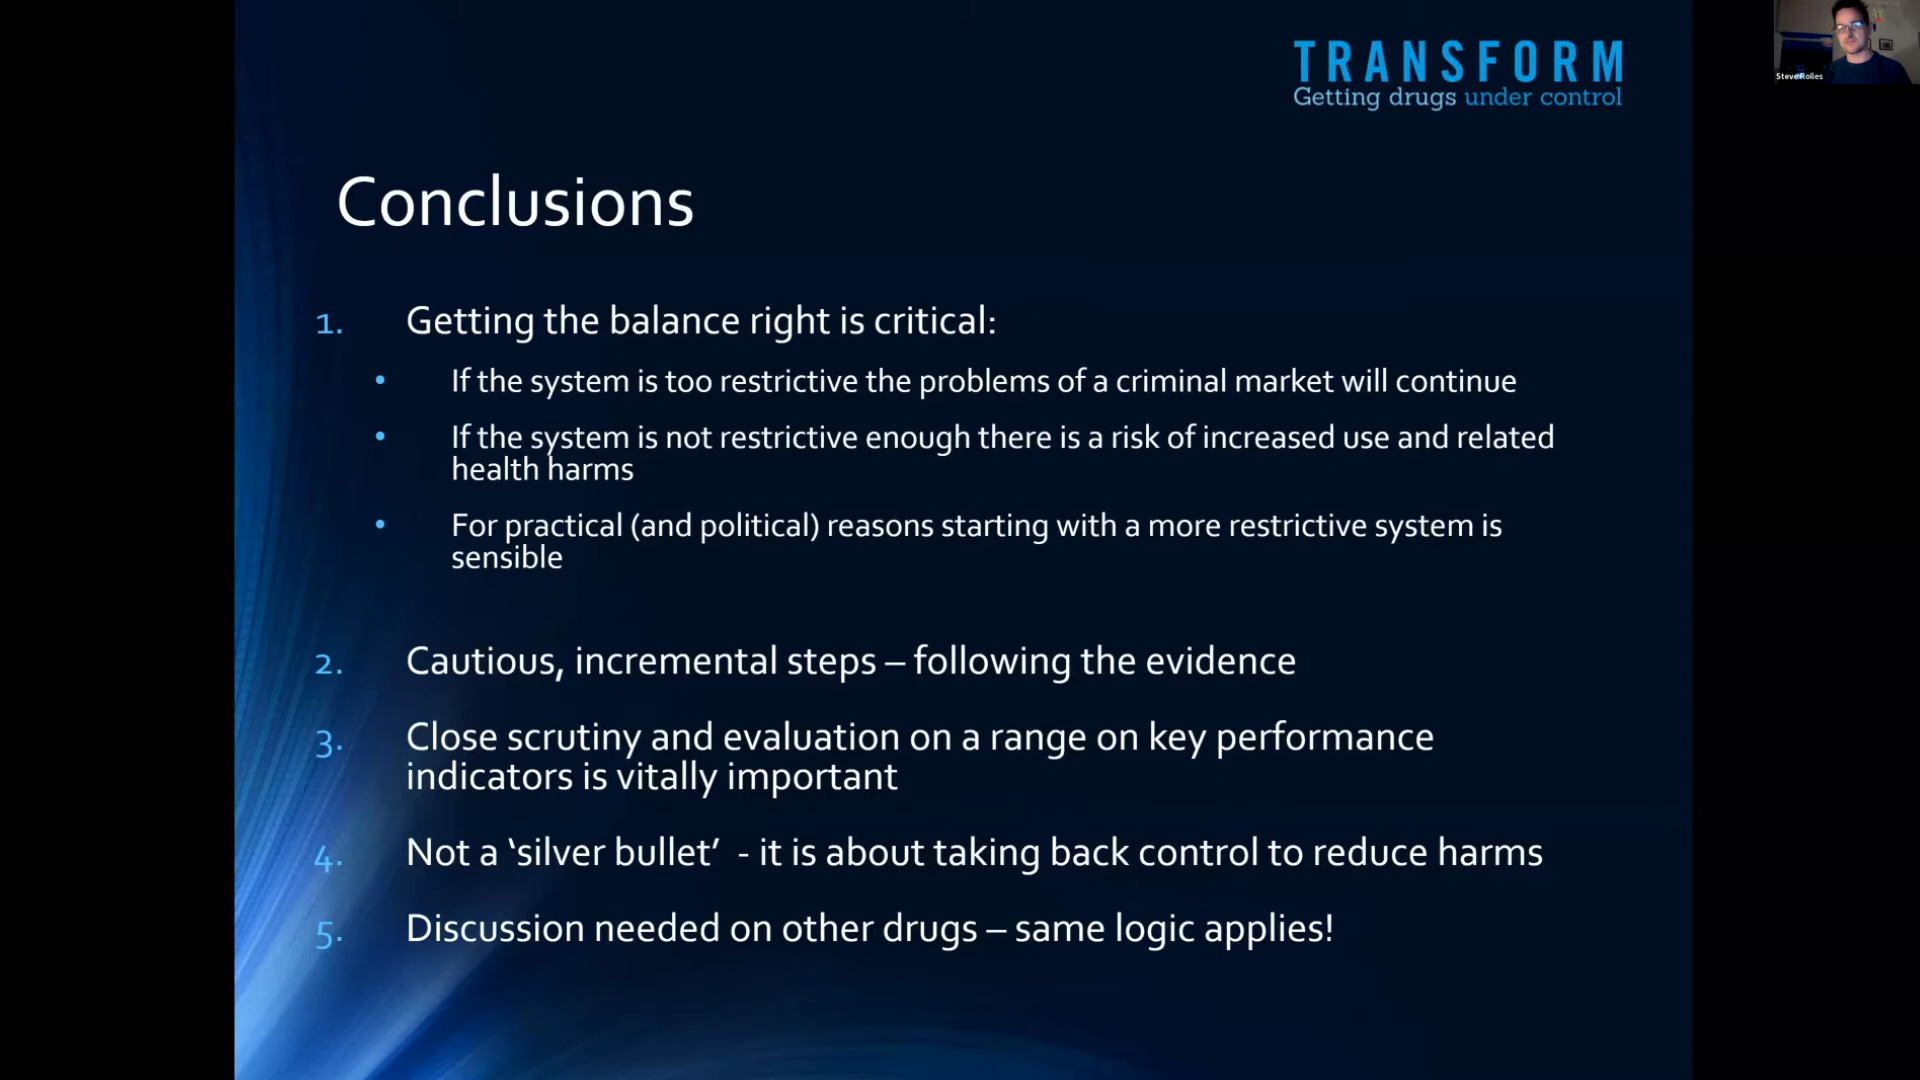 TRANSFORM
Getting drugs under control
Steve Rolles
Conclusions
1. Getting the balance right is critical:
• If the system is too restrictive the problems of a criminal market will continue
• If the system is not restrictive enough there is a risk of increased use and related
health harms
• For practical (and political) reasons starting with a more restrictive system is
sensible
2. Cautious, incremental steps – following the evidence
3. Close scrutiny and evaluation on a range on key performance
indicators is vitally important
4. Not a ‘silver bullet’ - it is about taking back control to reduce harms
5. Discussion needed on other drugs – same logic applies!